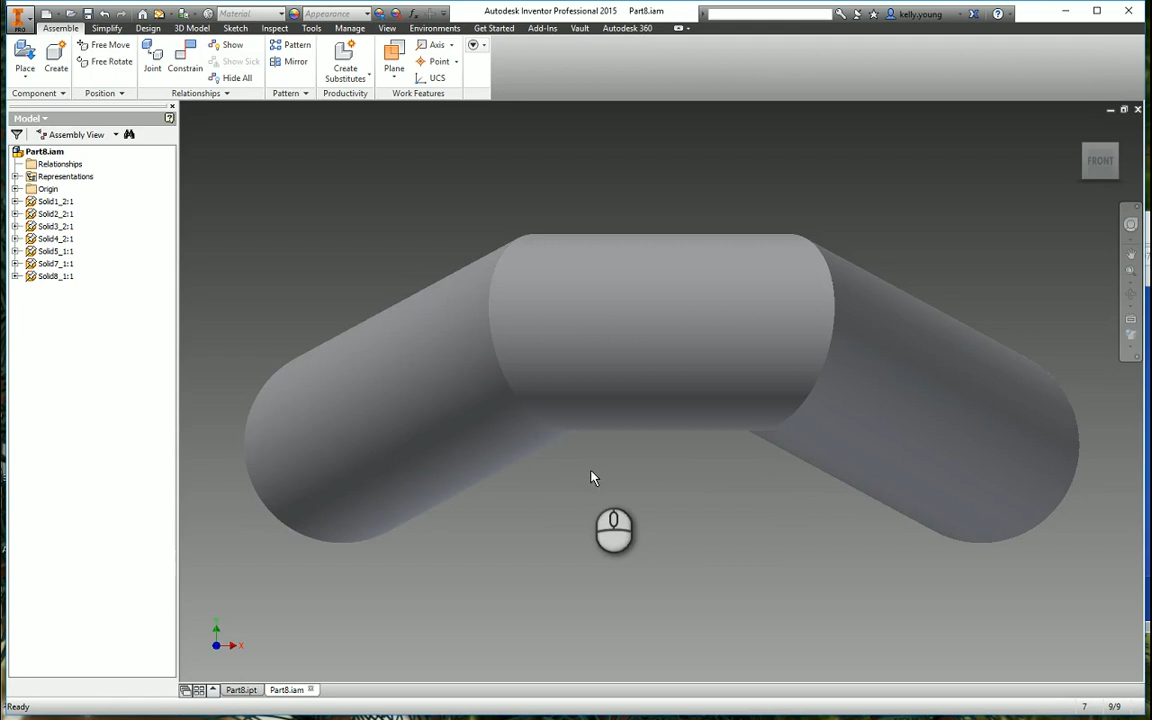 Material
Appearance
Autodesk Inventor Professional 2015 Part8.iam
kelly.young
PRO
Assemble Simplify Design 3D Model Sketch Inspect Tools Manage View Environments Get Started Add-Ins Vault Autodesk 360
Place
Create
Free Move
Free Rotate
Joint
Constrain
Show
Show Sick
Hide All
Pattern
Mirror
Create
Substitutes
Plane
Axis
Point
UCS
Component Position Relationships Pattern Productivity Work Features
Model
Assembly View
Part8.iam
Relationships
Representations
Origin
Solid1_2:1
Solid2_2:1
Solid3_2:1
Solid4_2:1
Solid5_1:1
Solid7_1:1
Solid8_1:1
FRONT
X
Part8.ipt Part8.iam
Ready 7 9/9